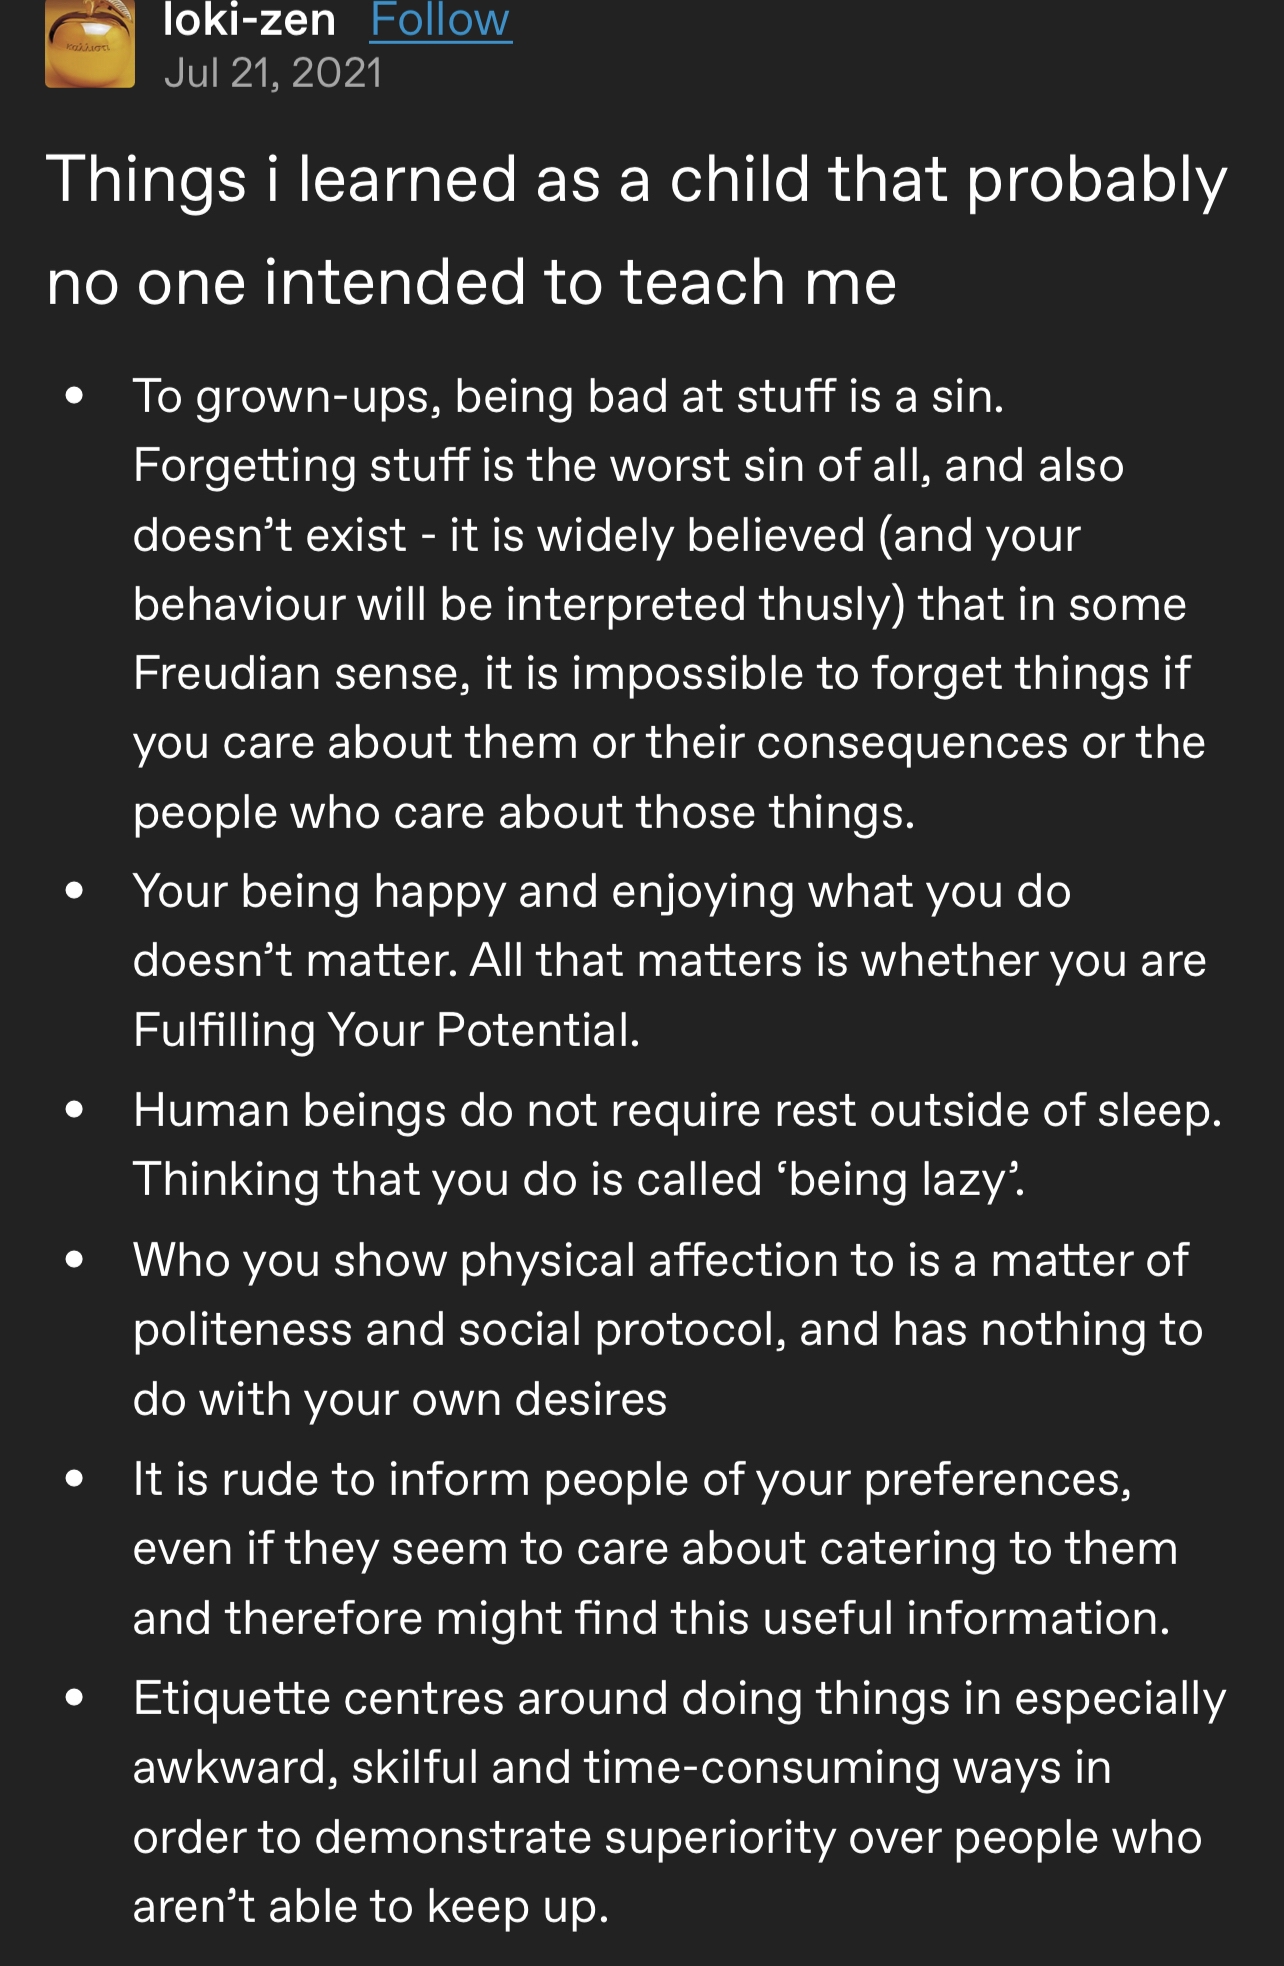 loki-zen Follow
Jul 21, 2021
Things i learned as a child that probably
no one intended to teach me
• To grown-ups, being bad at stuff is a sin.
Forgetting stuff is the worst sin of all, and also
doesn’t exist - it is widely believed (and your
behaviour will be interpreted thusly) that in some
Freudian sense, it is impossible to forget things if
you care about them or their consequences or the
people who care about those things.
• Your being happy and enjoying what you do
doesn’t matter. All that matters is whether you are
Fulfilling Your Potential.
• Human beings do not require rest outside of sleep.
Thinking that you do is called ‘being lazy’.
• Who you show physical affection to is a matter of
politeness and social protocol, and has nothing to
do with your own desires
• It is rude to inform people of your preferences,
even if they seem to care about catering to them
and therefore might find this useful information.
• Etiquette centres around doing things in especially
awkward, skilful and time-consuming ways in
order to demonstrate superiority over people who
aren’t able to keep up.